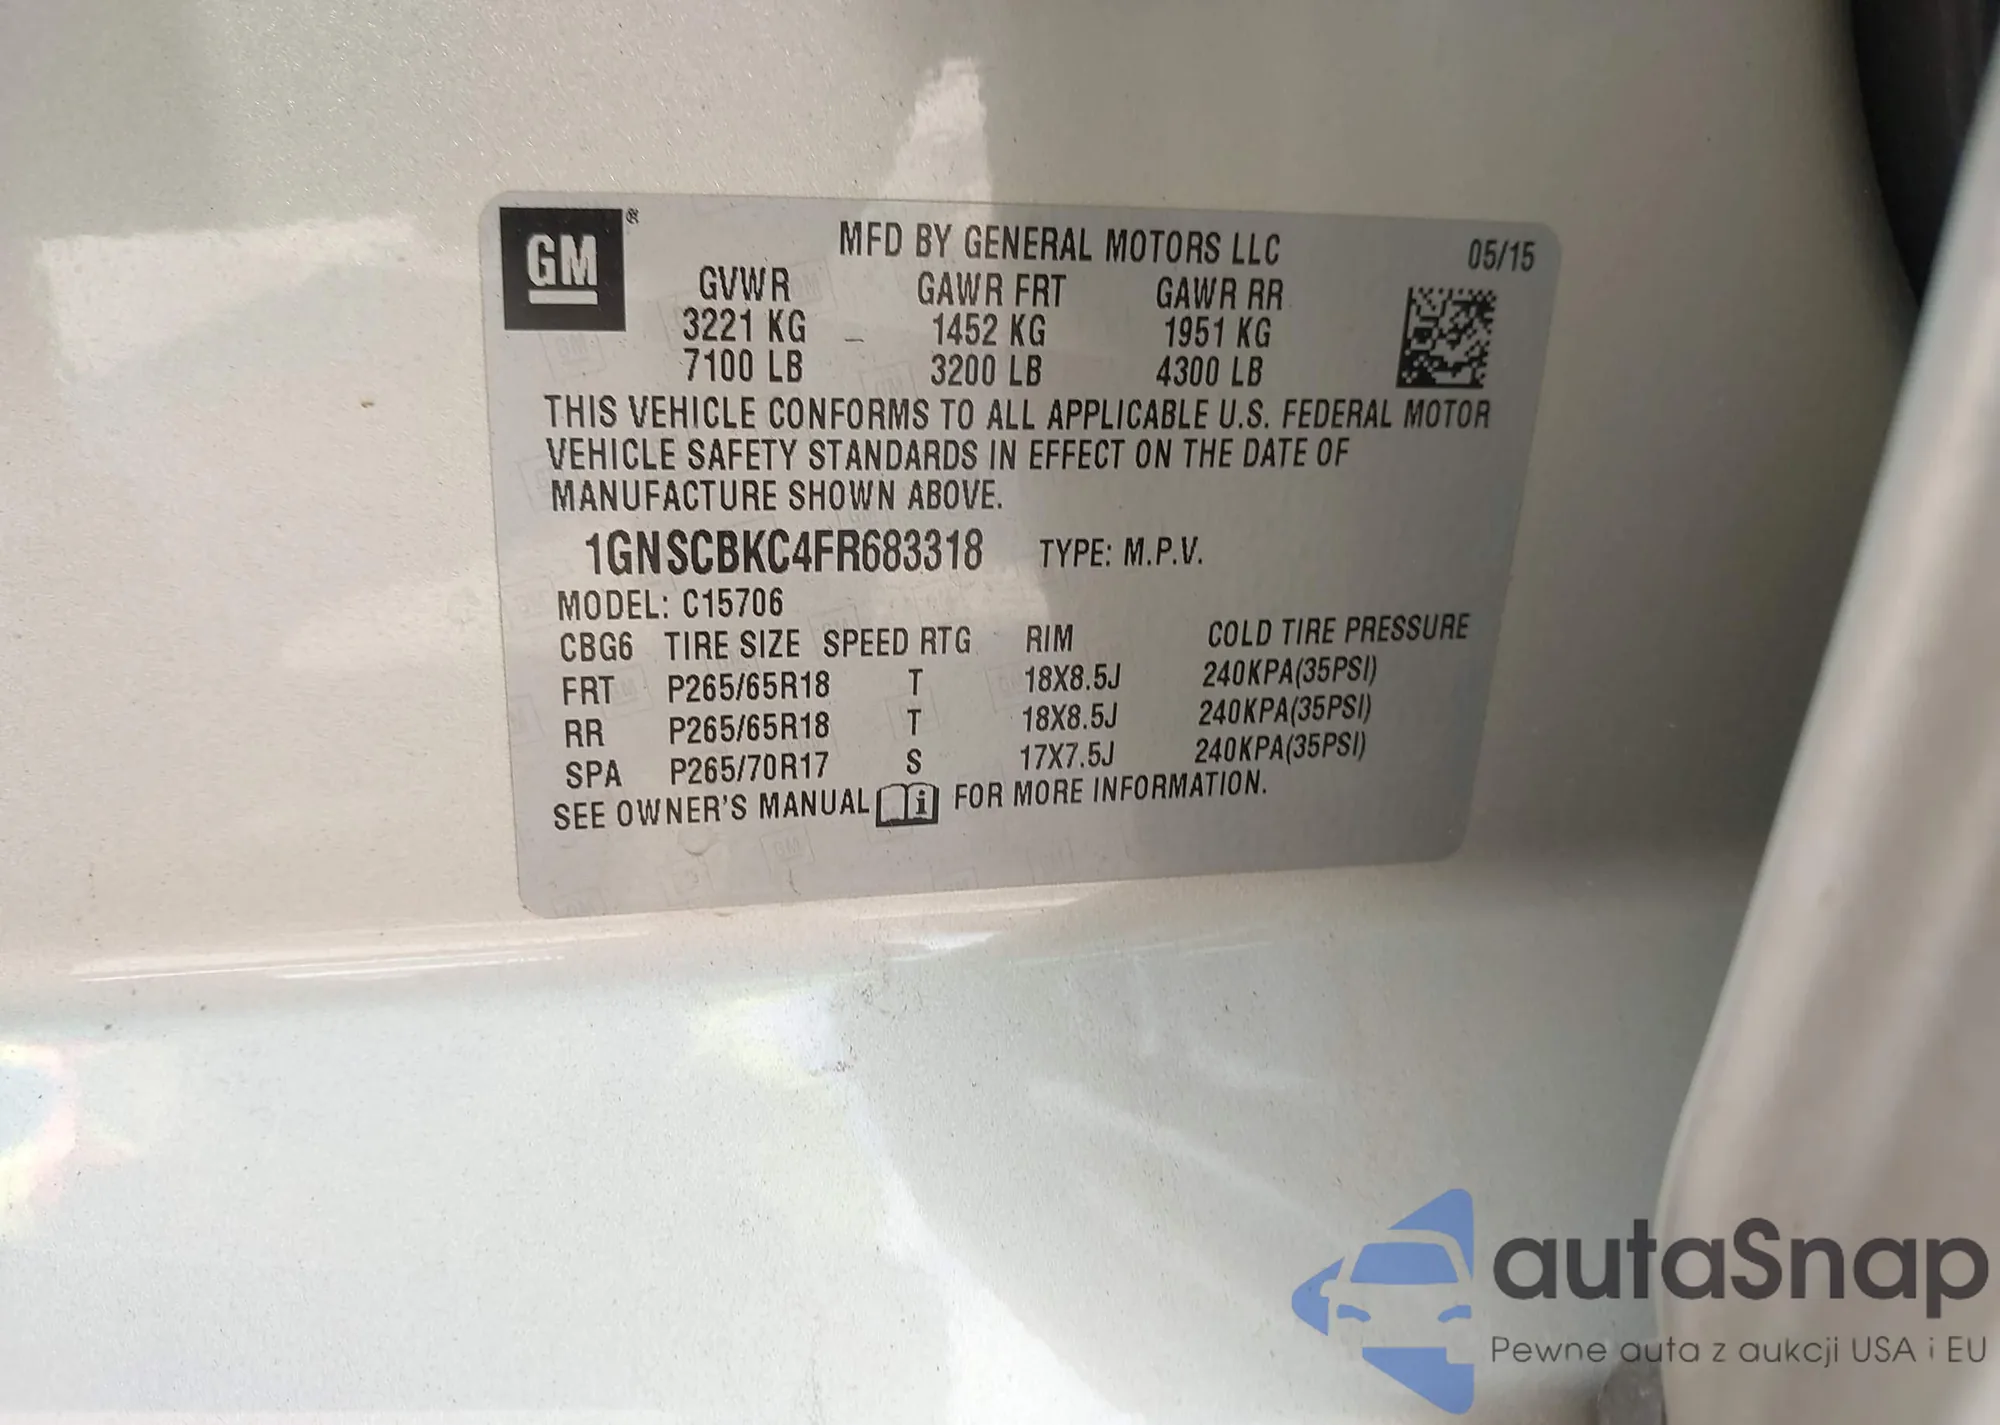 GM ®
MFD BY GENERAL MOTORS LLC 05/15
GVWR GAWR FRT GAWR RR
3221 KG 1452 KG 1951 KG
7100 LB 3200 LB 4300 LB
THIS VEHICLE CONFORMS TO ALL APPLICABLE U.S. FEDERAL MOTOR
VEHICLE SAFETY STANDARDS IN EFFECT ON THE DATE OF
MANUFACTURE SHOWN ABOVE.
1GNSCBKC4FR683318 TYPE: M.P.V.
MODEL: C15706
CBG6 TIRE SIZE SPEED RTG RIM COLD TIRE PRESSURE
FRT P265/65R18 T 18X8.5J 240KPA(35PSI)
RR P265/65R18 T 18X8.5J 240KPA(35PSI)
SPA P265/70R17 S 17X7.5J 240KPA(35PSI)
SEE OWNER'S MANUAL i FOR MORE INFORMATION.
autaSnap
Pewne auta z aukcji USA i EU